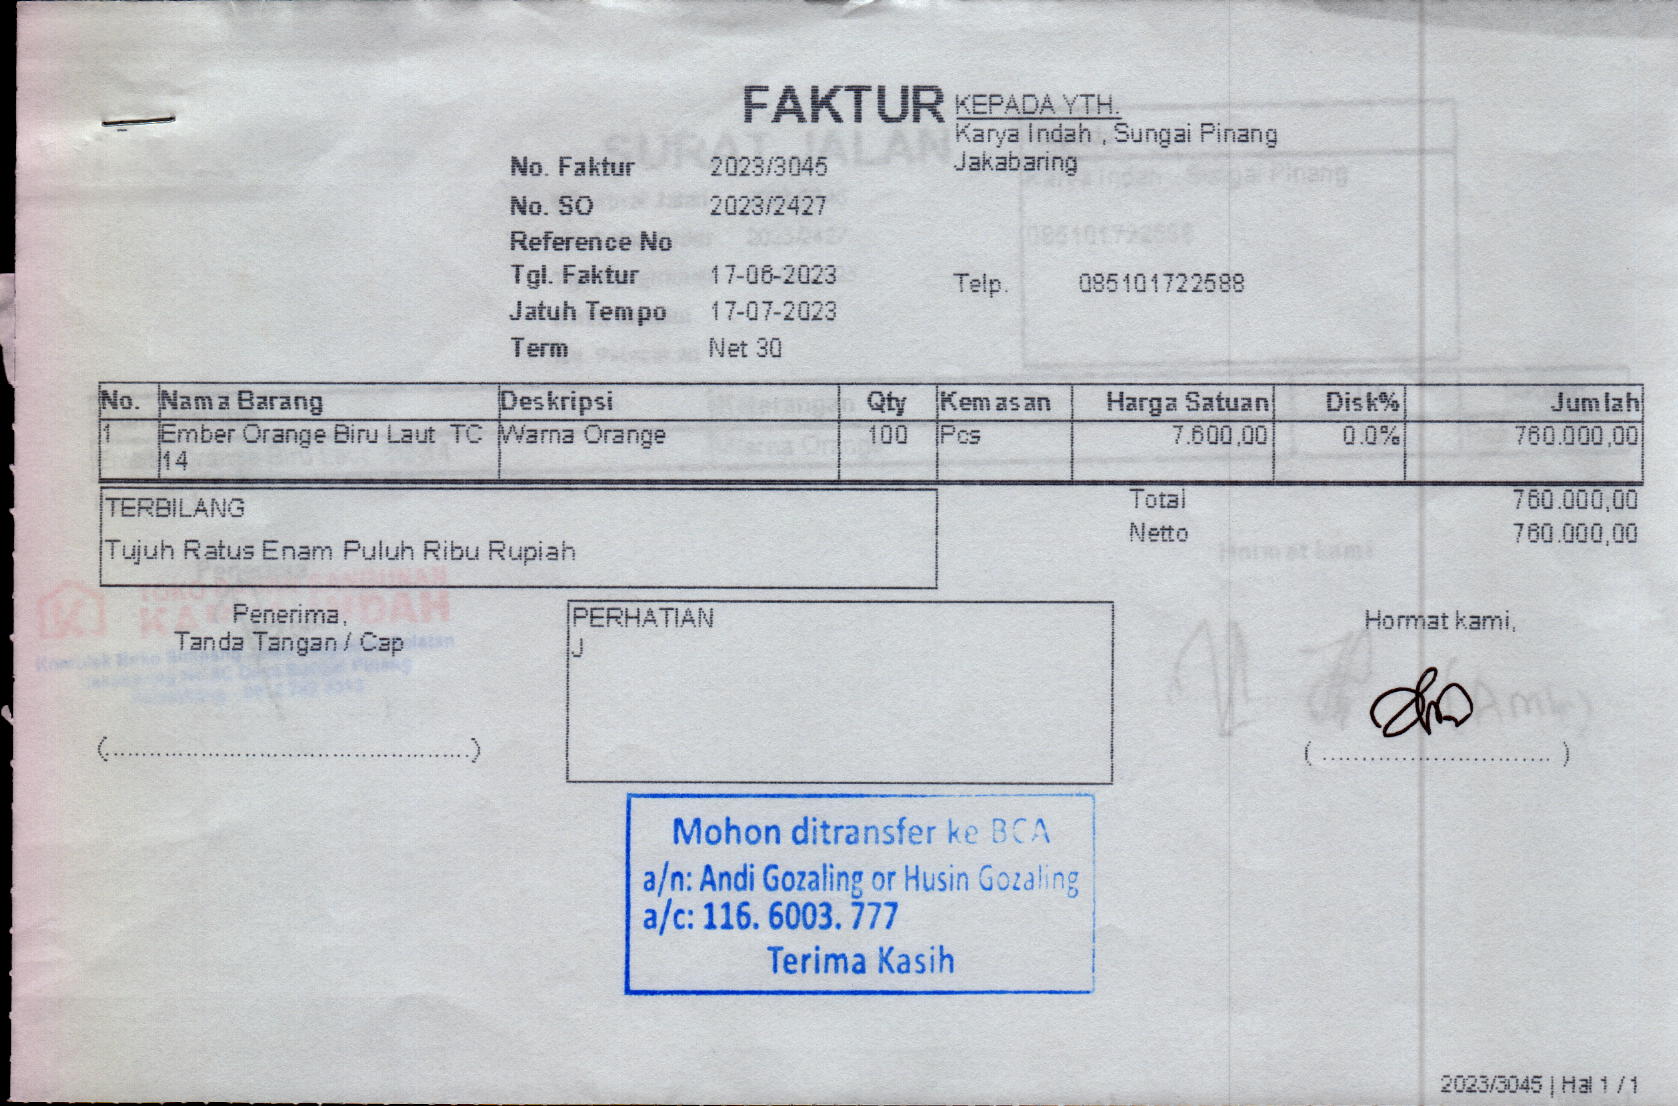 FAKTUR
KEPADA YTH.
Karya Indah , Sungai Pinang
Jakabaring
No. Faktur 2023/3045
No. SO 2023/2427
Reference No
Tgl. Faktur 17-06-2023
Telp. 085101722588
Jatuh Tempo 17-07-2023
Term Net 30
No. Nama Barang Deskripsi Qty Kemasan Harga Satuan Disk% Jumlah
1 Ember Orange Biru Laut TC Warna Orange 100 Pcs 7.600,00 0.0% 760.000,00
14
TERBILANG
Tujuh Ratus Enam Puluh Ribu Rupiah
Total 760.000,00
Netto 760.000,00
Penerima,
Tanda Tangan / Cap
(...............................................)
PERHATIAN
J
Hormat kami,
( ............................. )
Mohon ditransfer ke BCA
a/n: Andi Gozaling or Husin Gozaling
a/c: 116. 6003. 777
Terima Kasih
2023/3045 | Hal 1 / 1